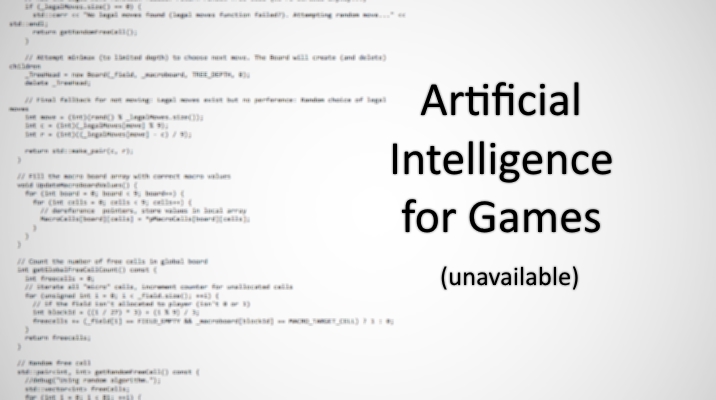 if (_legalMoves.size() == 0) {
std::cerr << "No legal moves found (legal moves function failed?). Attempting random move..." <<
std::endl;
return getRandomFreeCell();
}
// Attempt minimax (to limited depth) to choose next move. The Board will create (and delete)
children
_TreeHead = new Board(_field, _macroboard, TREE_DEPTH, 0);
delete _TreeHead;
// Final fallback for not moving: Legal moves exist but no perference: Random choice of legal
moves
int move = (int)(rand() % _legalMoves.size());
int c = (int)(_legalMoves[move] % 9);
int r = (int)((_legalMoves[move] - c) / 9);
return std::make_pair(c, r);
}
// Fill the macro board array with correct macro values
void UpdateMacroBoardValues() {
for (int board = 0; board < 9; board++) {
for (int cells = 0; cells < 9; cells++) {
// dereference pointers, store values in local array
MacroCells[board][cells] = *pMacroCells[board][cells];
}
}
}
// Count the number of free cells in global board
int getGlobalFreeCellCount() const {
int freecells = 0;
// iterate all "micro" cells, increment counter for unallocated cells
for (unsigned int i = 0; i < _field.size(); ++i) {
// if the field isn't allocated to player (isn't 0 or 1)
int blockId = ((i / 27) * 3) + (i % 9) / 3;
freecells += (_field[i] == FIELD_EMPTY && _macroboard[blockId] == MACRO_TARGET_CELL) ? 1 : 0;
}
return freecells;
}
// Random free cell
std::pair<int, int> getRandomFreeCell() const {
//debug("Using random algorithm.");
std::vector<int> freeCells;
for (int i = 0; i < 81; ++i) {
Artificial
Intelligence
for Games
(unavailable)